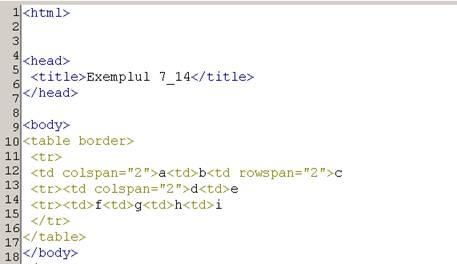 1 <html>
2
3
4 <head>
5 <title>Exemplul 7_14</title>
6
7 </head>
8
9 <body>
10 <table border>
11 <tr>
12 <td colspan="2">a<td>b<td rowspan="2">c
13 <tr><td colspan="2">d<td>e
14 <tr><td>f<td>g<td>h<td>i
15 </tr>
16
17 </table>
18 </body>